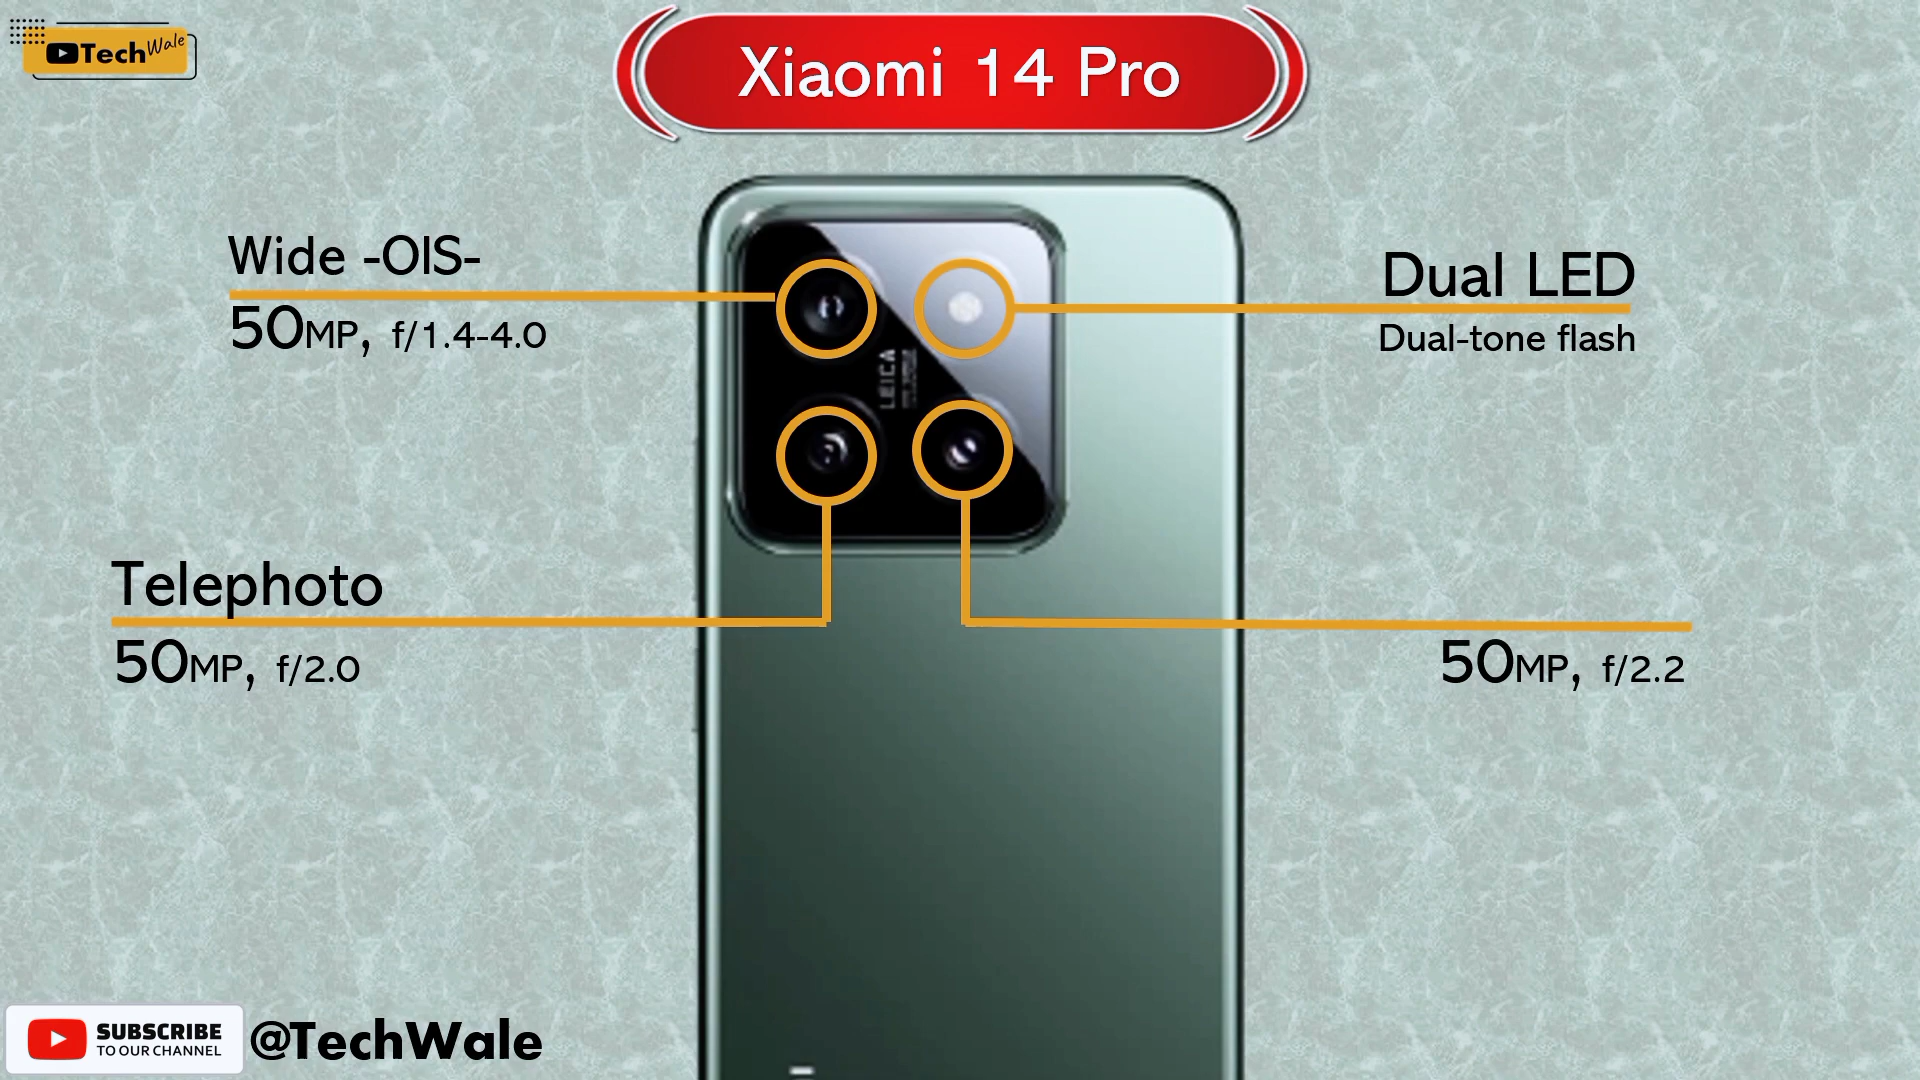 TechWale
Xiaomi 14 Pro
Wide -OIS-
50MP, f/1.4-4.0
Dual LED
Dual-tone flash
LEICA
Telephoto
50MP, f/2.0
50MP, f/2.2
SUBSCRIBE
TO OUR CHANNEL
@TechWale